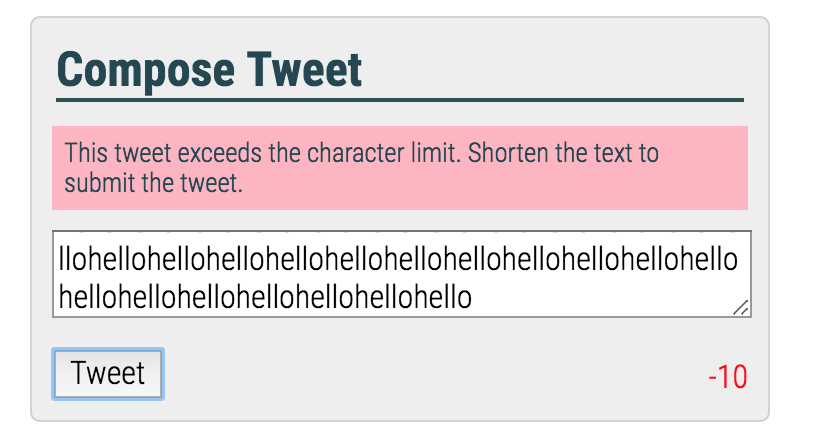 Compose Tweet
This tweet exceeds the character limit. Shorten the text to
submit the tweet.
llohellohellohellohellohellohellohellohellohellohellohello
hellohellohellohellohellohellohello
Tweet
-10